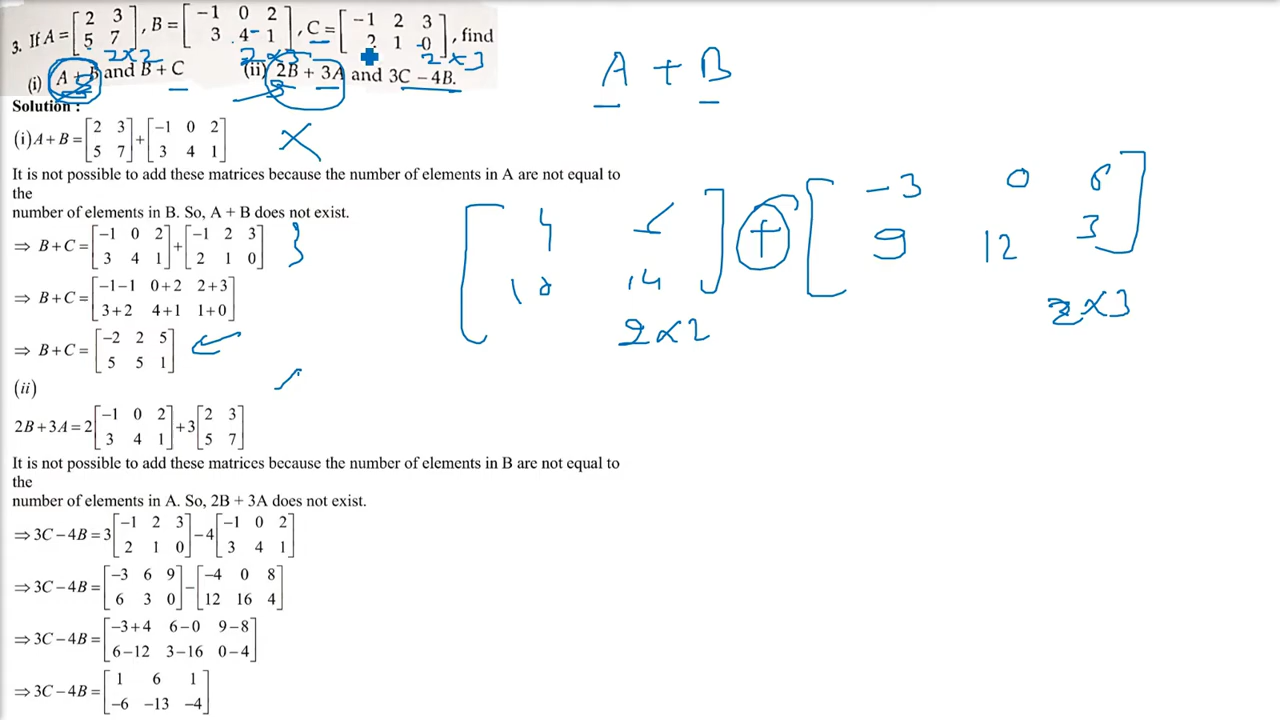 3. If A = [2 3; 5 7], B = [-1 0 2; 3 4 1], C = [-1 2 3; 2 1 0], find
2×2 2×3 2×3
(i) A + B and B + C (ii) 2B + 3A and 3C - 4B.
A + B
Solution :
(i) A+B = [2 3; 5 7] + [-1 0 2; 3 4 1]
It is not possible to add these matrices because the number of elements in A are not equal to
the
number of elements in B. So, A + B does not exist.
⇒ B+C = [-1 0 2; 3 4 1] + [-1 2 3; 2 1 0]
⇒ B+C = [-1-1 0+2 2+3; 3+2 4+1 1+0]
⇒ B+C = [-2 2 5; 5 5 1]
(ii)
2B+3A = 2[-1 0 2; 3 4 1] + 3[2 3; 5 7]
It is not possible to add these matrices because the number of elements in B are not equal to
the
number of elements in A. So, 2B + 3A does not exist.
⇒ 3C-4B = 3[-1 2 3; 2 1 0] - 4[-1 0 2; 3 4 1]
⇒ 3C-4B = [-3 6 9; 6 3 0] - [-4 0 8; 12 16 4]
⇒ 3C-4B = [-3+4 6-0 9-8; 6-12 3-16 0-4]
⇒ 3C-4B = [1 6 1; -6 -13 -4]
-3 0 6
+
9 12 3
14
2×2
2×3